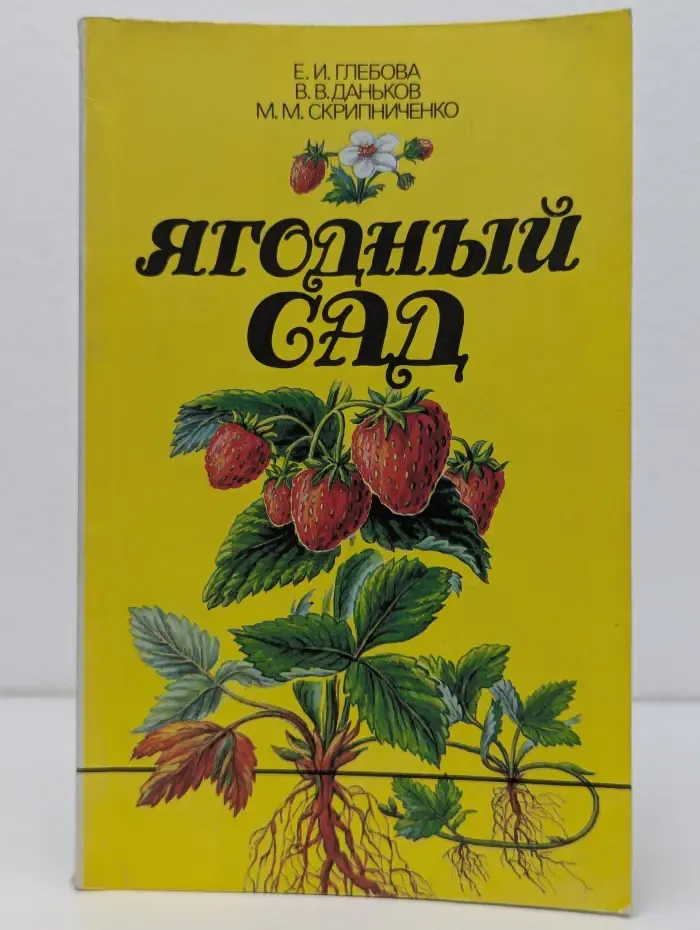 Е. И. ГЛЕБОВА
В. В. ДАНЬКОВ
М. М. СКРИПНИЧЕНКО
ЯГОДНЫЙ
САД